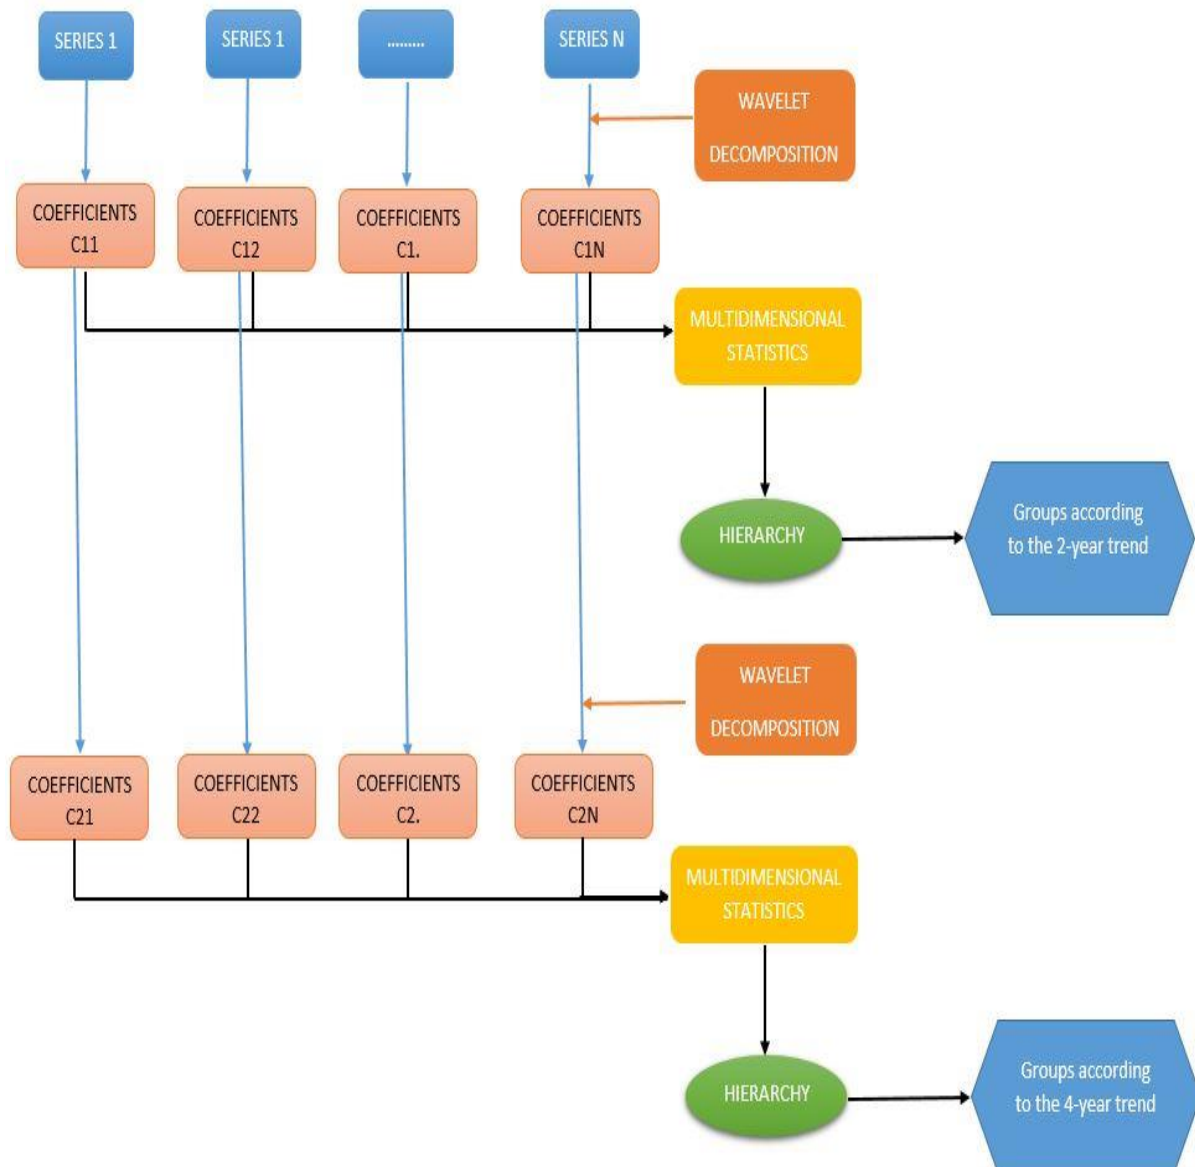 SERIES 1
SERIES 1
.........
SERIES N
WAVELET
DECOMPOSITION
COEFFICIENTS
C11
COEFFICIENTS
C12
COEFFICIENTS
C1.
COEFFICIENTS
C1N
MULTIDIMENSIONAL
STATISTICS
HIERARCHY
Groups according
to the 2-year trend
WAVELET
DECOMPOSITION
COEFFICIENTS
C21
COEFFICIENTS
C22
COEFFICIENTS
C2.
COEFFICIENTS
C2N
MULTIDIMENSIONAL
STATISTICS
HIERARCHY
Groups according
to the 4-year trend